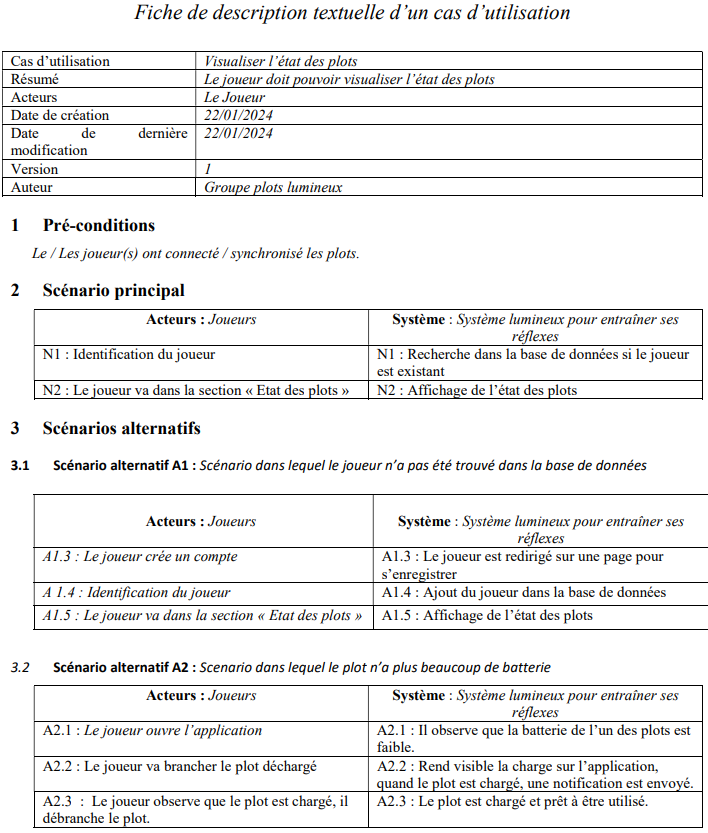 Fiche de description textuelle d’un cas d’utilisation
Cas d’utilisation Visualiser l’état des plots
Résumé Le joueur doit pouvoir visualiser l’état des plots
Acteurs Le Joueur
Date de création 22/01/2024
Date de dernière modification 22/01/2024
Version 1
Auteur Groupe plots lumineux
1 Pré-conditions
Le / Les joueur(s) ont connecté / synchronisé les plots.
2 Scénario principal
Acteurs : Joueurs
Système : Système lumineux pour entraîner ses
réflexes
N1 : Identification du joueur
N1 : Recherche dans la base de données si le joueur
est existant
N2 : Le joueur va dans la section « Etat des plots »
N2 : Affichage de l’état des plots
3 Scénarios alternatifs
3.1 Scénario alternatif A1 : Scénario dans lequel le joueur n’a pas été trouvé dans la base de données
Acteurs : Joueurs
Système : Système lumineux pour entraîner ses
réflexes
A1.3 : Le joueur crée un compte
A1.3 : Le joueur est redirigé sur une page pour
s’enregistrer
A 1.4 : Identification du joueur
A1.4 : Ajout du joueur dans la base de données
A1.5 : Le joueur va dans la section « Etat des plots »
A1.5 : Affichage de l’état des plots
3.2 Scénario alternatif A2 : Scenario dans lequel le plot n’a plus beaucoup de batterie
Acteurs : Joueurs
Système : Système lumineux pour entraîner ses
réflexes
A2.1 : Le joueur ouvre l’application
A2.1 : Il observe que la batterie de l’un des plots est
faible.
A2.2 : Le joueur va brancher le plot déchargé
A2.2 : Rend visible la charge sur l’application,
quand le plot est chargé, une notification est envoyé.
A2.3 : Le joueur observe que le plot est chargé, il
débranche le plot.
A2.3 : Le plot est chargé et prêt à être utilisé.